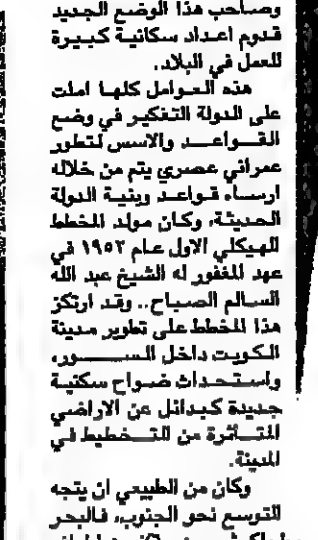 وصاحب هذا الوضع الجديد
قدوم اعداد سكانية كبيرة
للعمل في البلاد.
هذه العوامل كلها املت
على الدولة التفكير في وضع
القواعد والاسس لتطور
عمراني عصري يتم من خلاله
ارساء قواعد وبنية الدولة
الحديثة، وكان مولد المخطط
الهيكلي الاول عام ١٩٥٢ في
عهد المغفور له الشيخ عبد الله
السالم الصباح.. وقد ارتكز
هذا المخطط على تطوير مدينة
الكويت داخل السور،
واستحداث ضواح سكنية
جديدة كبدائل عن الاراضي
المتأثرة من التخطيط في
المدينة.
وكان من الطبيعي ان يتجه
التوسع نحو الجنوب، فالبحر